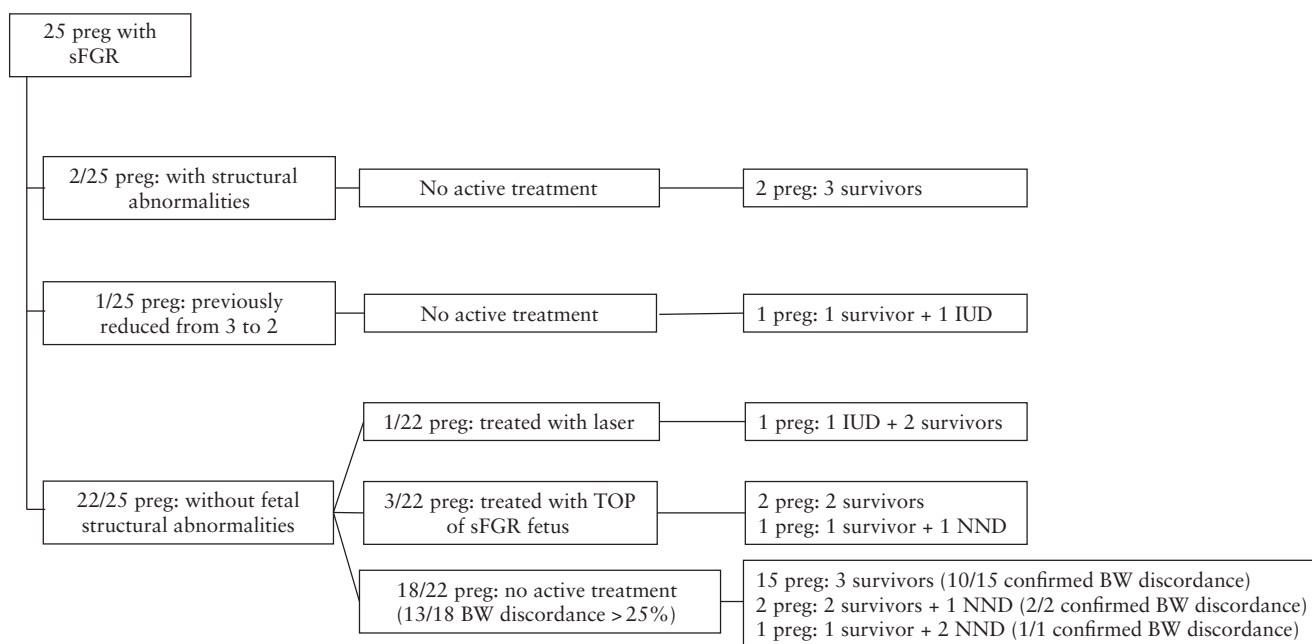 25 preg with
sFGR
2/25 preg: with structural
abnormalities
No active treatment
2 preg: 3 survivors
1/25 preg: previously
reduced from 3 to 2
No active treatment
1 preg: 1 survivor + 1 IUD
22/25 preg: without fetal
structural abnormalities
1/22 preg: treated with laser
1 preg: 1 IUD + 2 survivors
3/22 preg: treated with TOP
of sFGR fetus
2 preg: 2 survivors
1 preg: 1 survivor + 1 NND
18/22 preg: no active treatment
(13/18 BW discordance > 25%)
15 preg: 3 survivors (10/15 confirmed BW discordance)
2 preg: 2 survivors + 1 NND (2/2 confirmed BW discordance)
1 preg: 1 survivor + 2 NND (1/1 confirmed BW discordance)